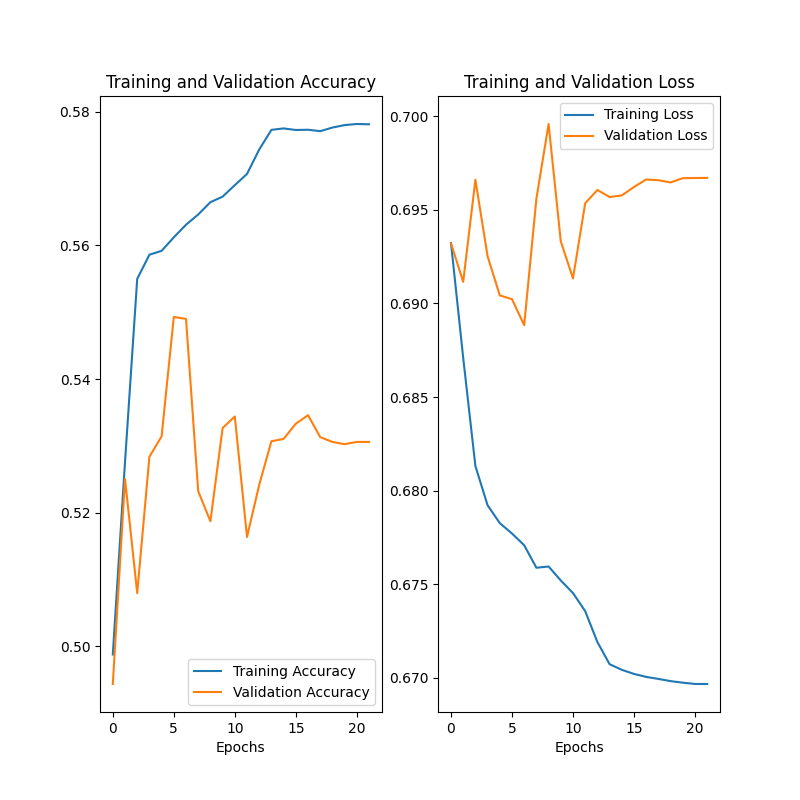 Training and Validation Accuracy
0.58
0.56
0.54
0.52
0.50
Training Accuracy
Validation Accuracy
0 5 10 15 20
Epochs
Training and Validation Loss
0.700
0.695
0.690
0.685
0.680
0.675
0.670
Training Loss
Validation Loss
0 5 10 15 20
Epochs